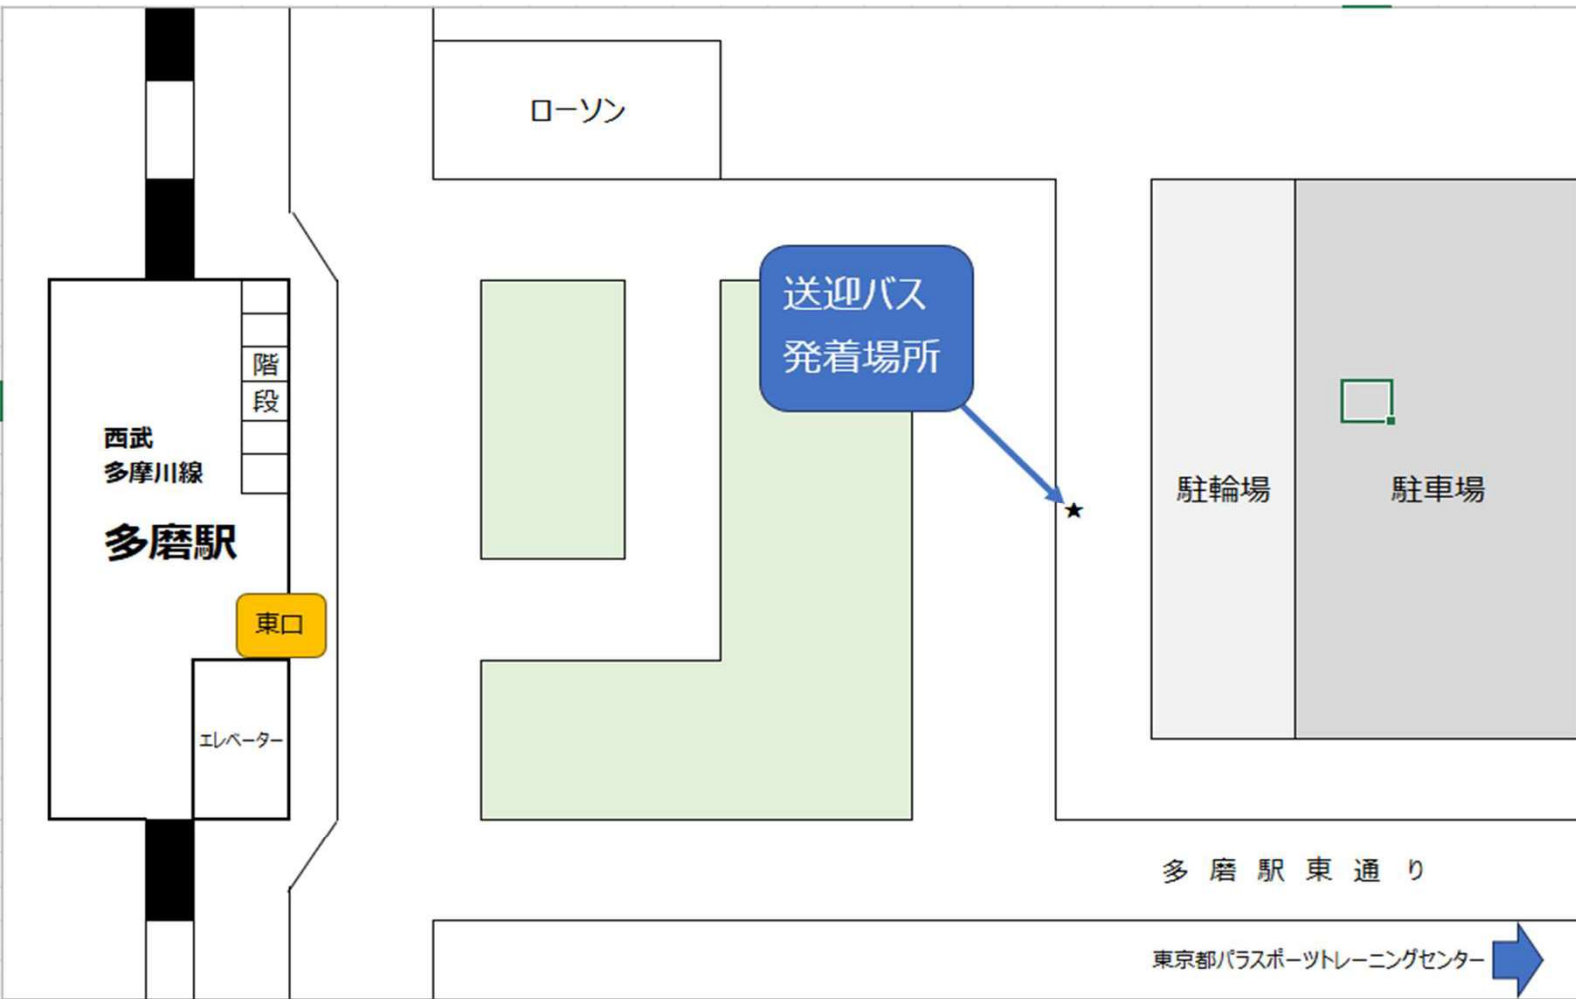 ローソン
送迎バス
発着場所
階
段
西武
多摩川線
多磨駅
駐輪場
駐車場
東口
エレベーター
多磨駅東通り
東京都パラスポーツトレーニングセンター